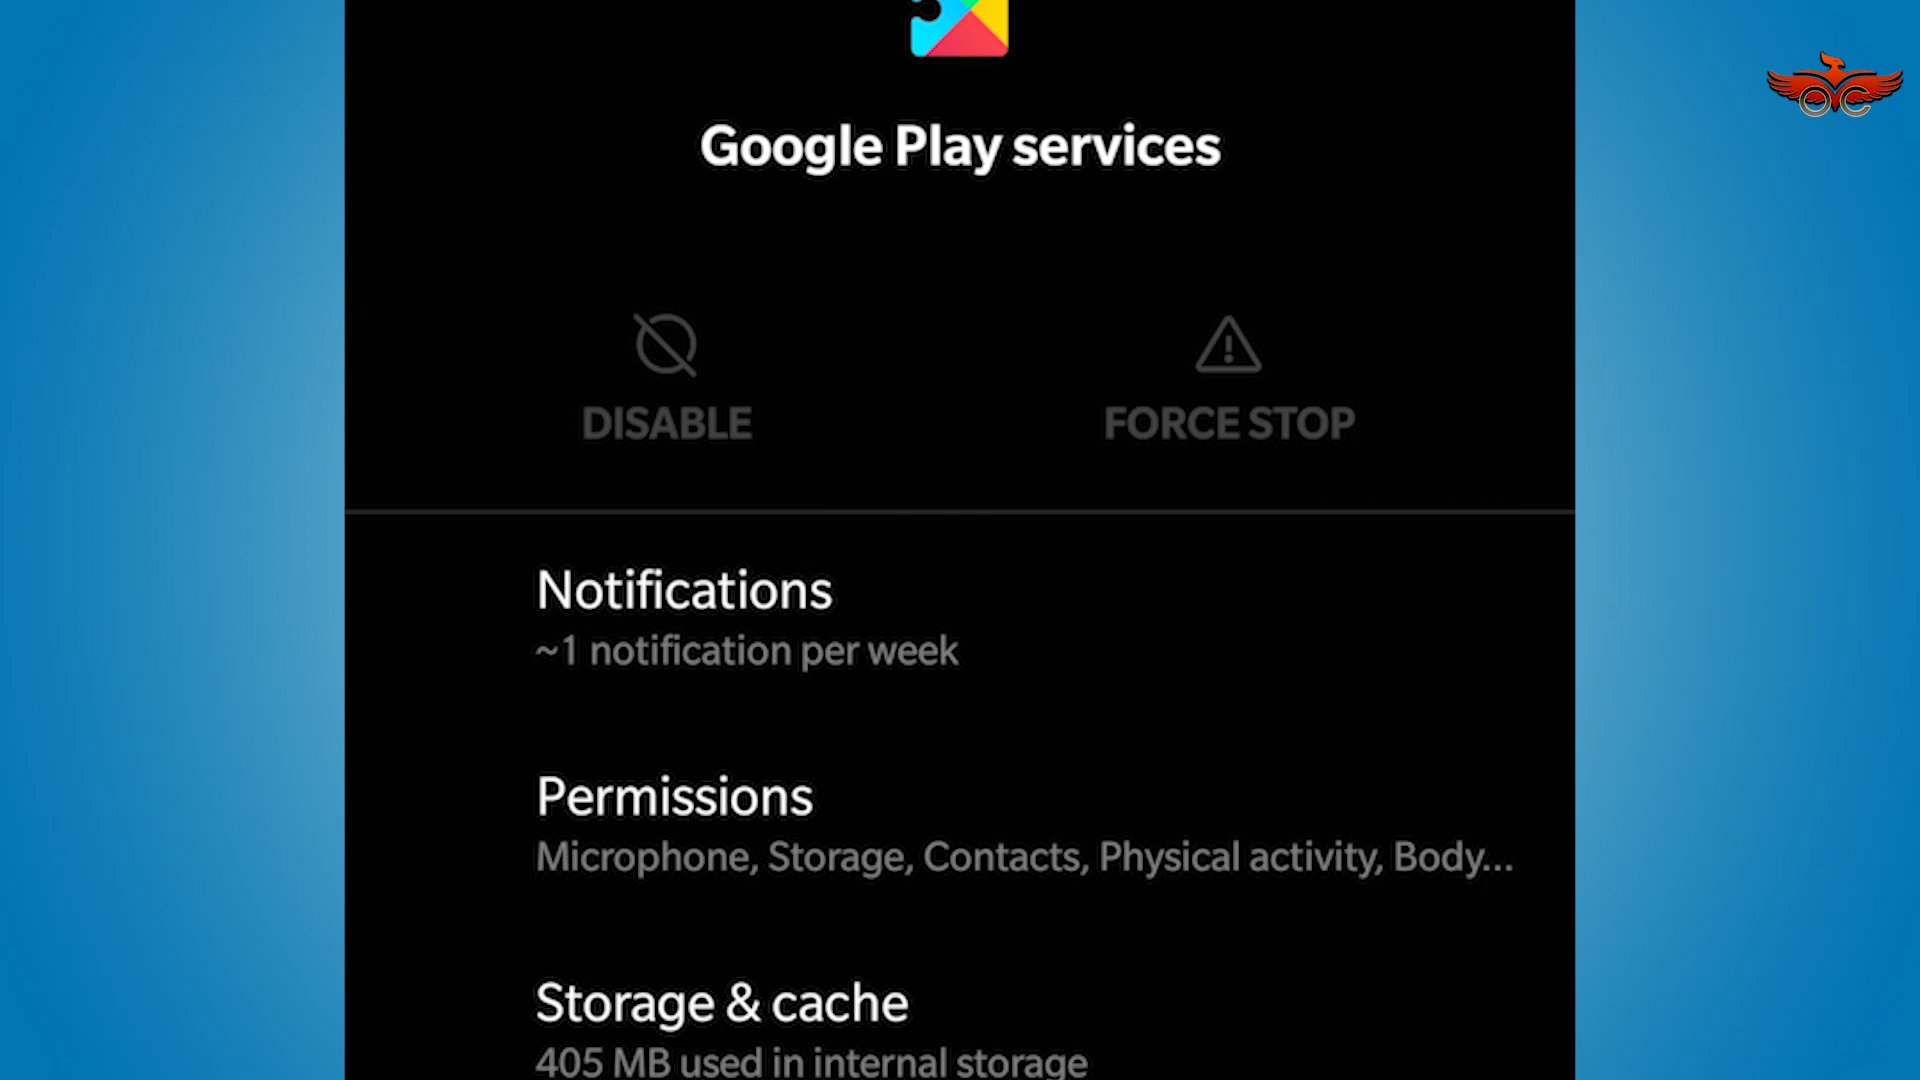 Google Play services
DISABLE
FORCE STOP
Notifications
~1 notification per week
Permissions
Microphone, Storage, Contacts, Physical activity, Body...
Storage & cache
405 MB used in internal storage
OC